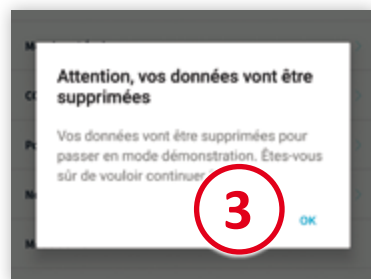 Attention, vos données vont être
supprimées
Vos données vont être supprimées pour
passer en mode démonstration. Êtes-vous
sûr de vouloir continuer
3
OK